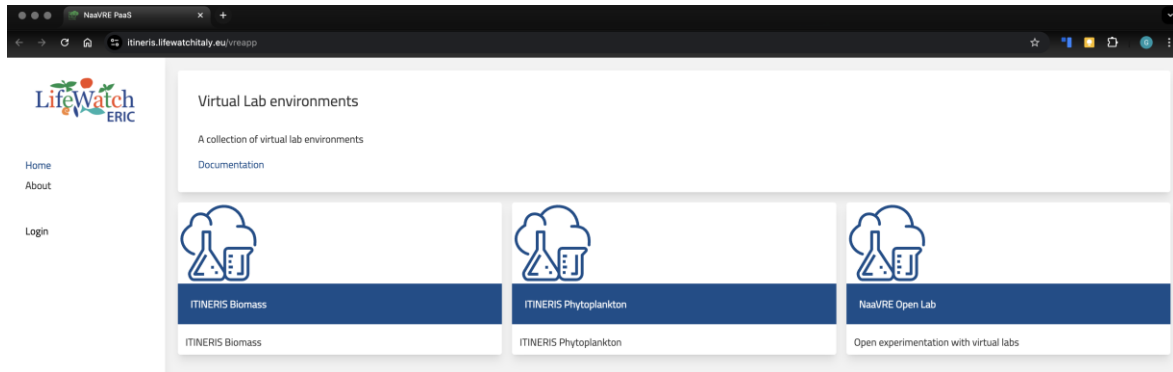 NaaVRE PaaS
itineris.lifewatchitaly.eu/vreapp
G
LifeWatch
ERIC
Home
About
Login
Virtual Lab environments
A collection of virtual lab environments
Documentation
ITINERIS Biomass
ITINERIS Biomass
ITINERIS Phytoplankton
ITINERIS Phytoplankton
NaaVRE Open Lab
Open experimentation with virtual labs